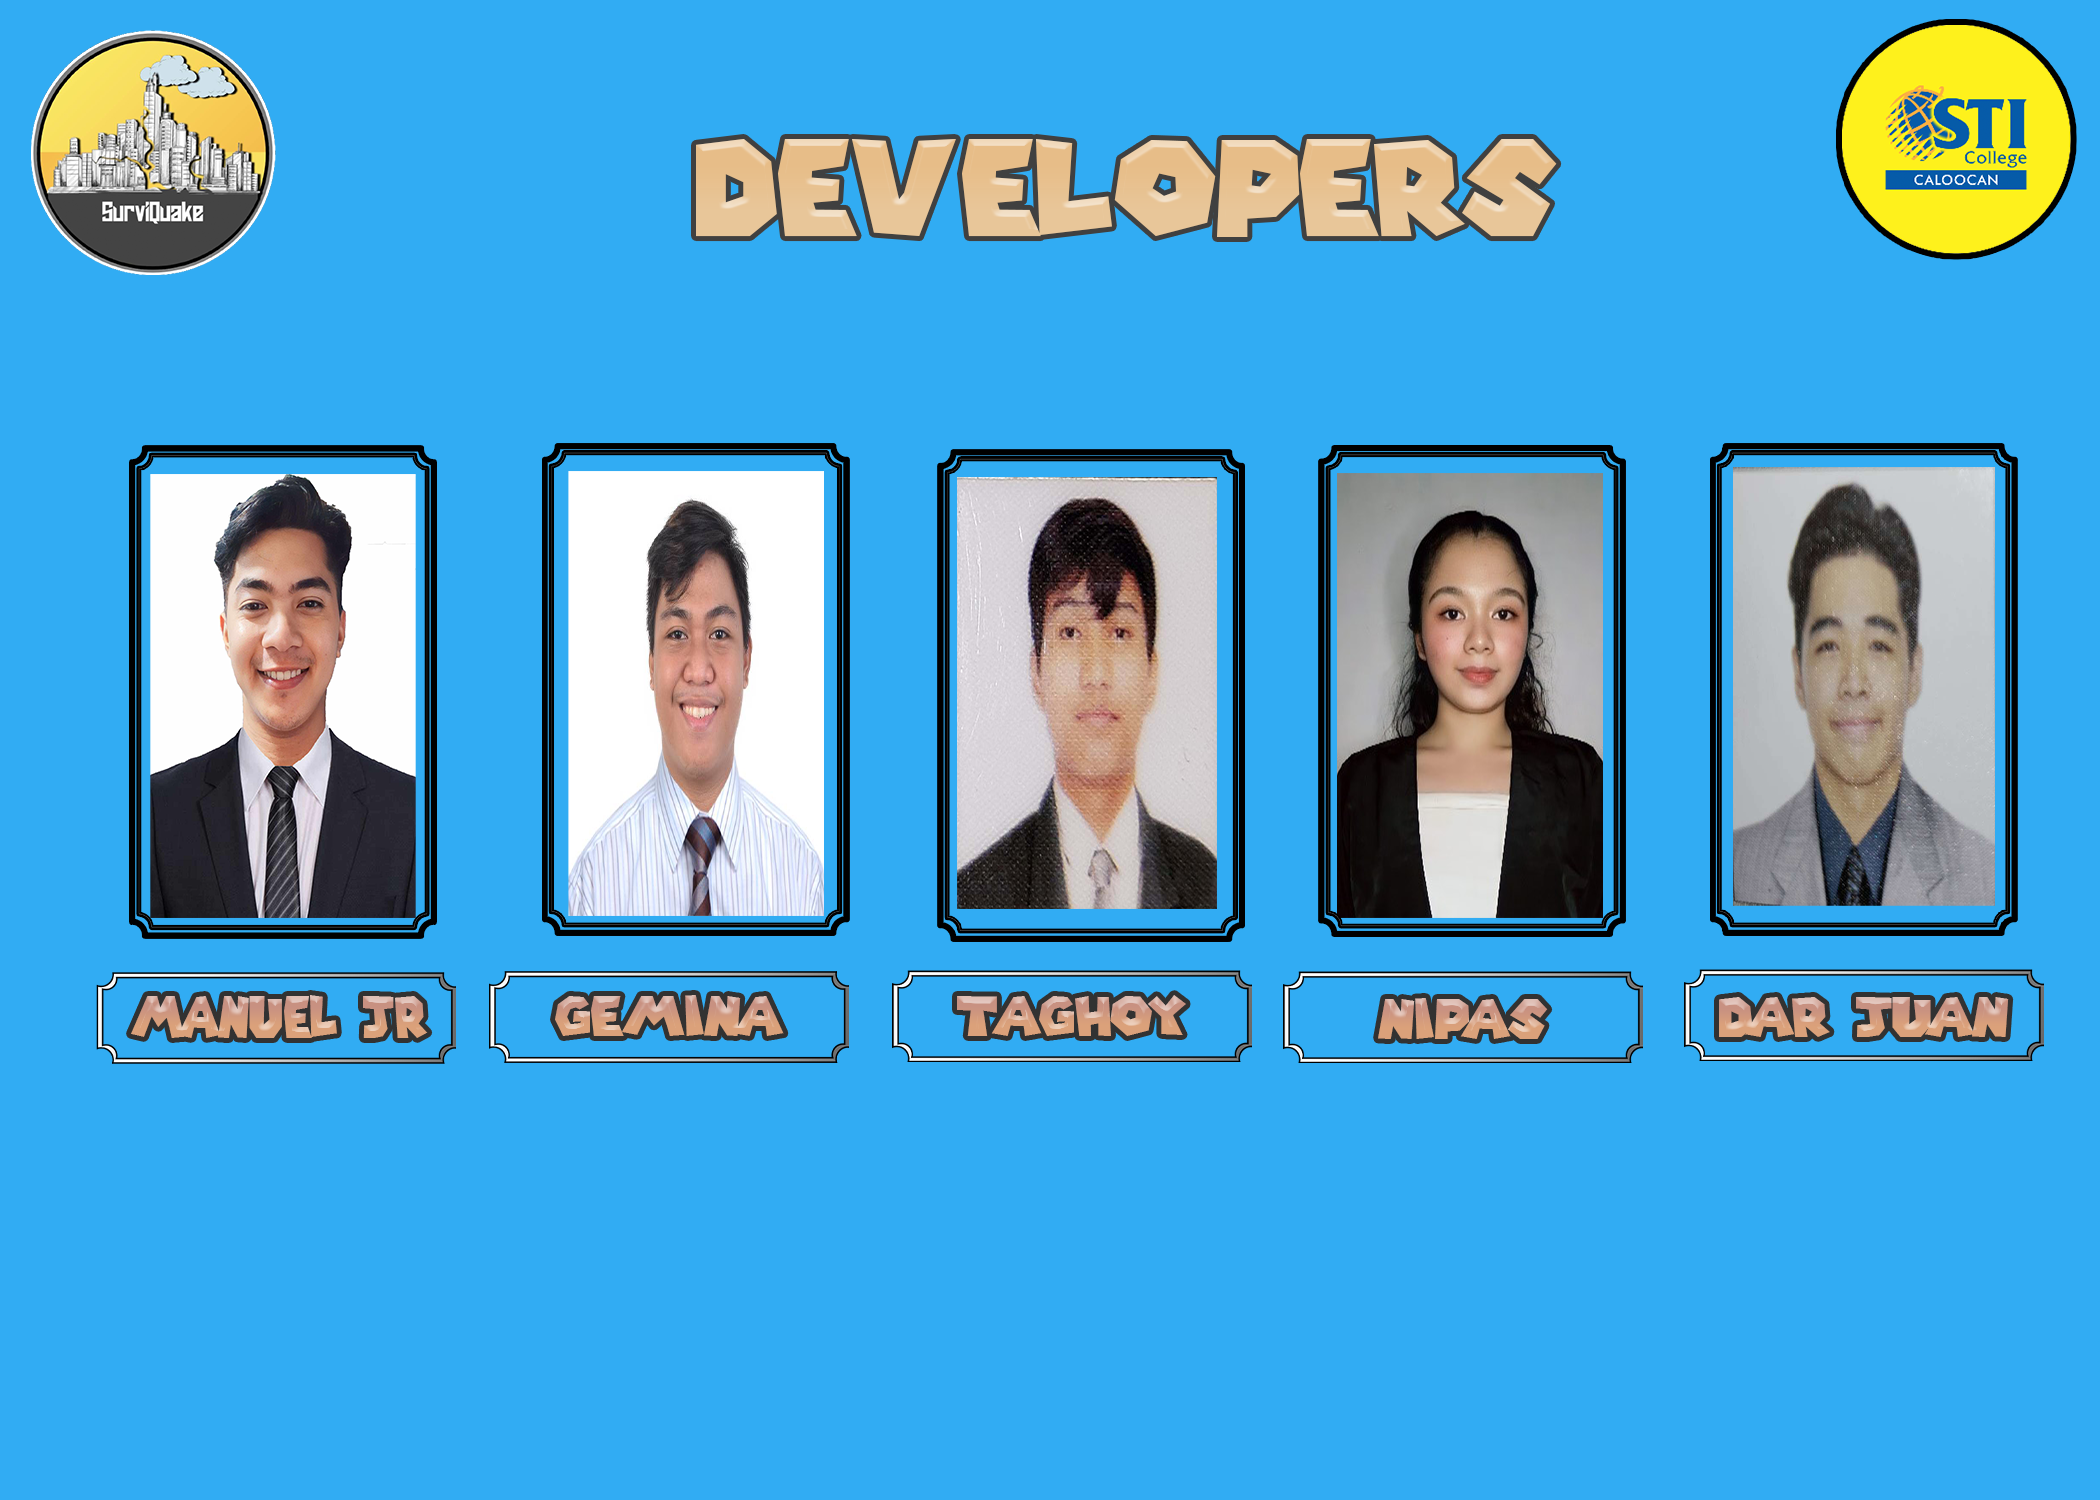 SurviQuake
STI
College
CALOOCAN
DEVELOPERS
MANUEL JR
GEMINA
TAGHOY
NIPAS
DAR JUAN